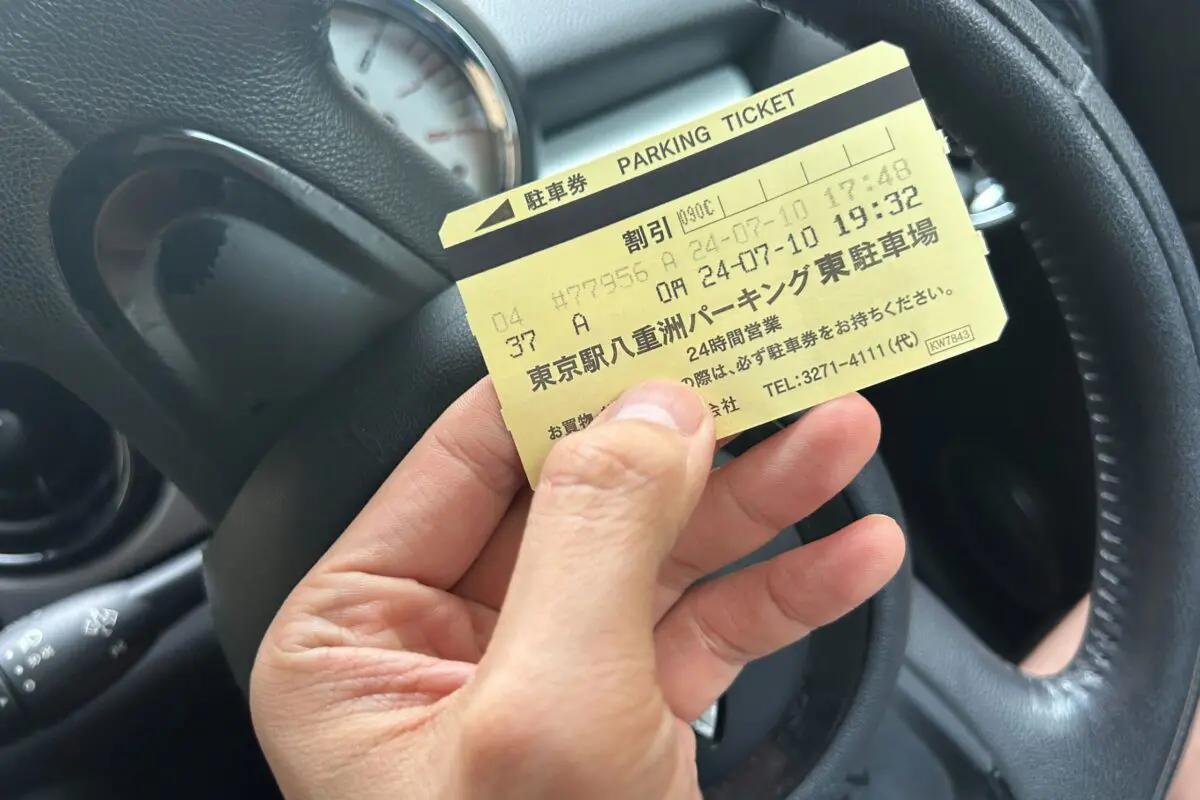 駐車券 PARKING TICKET
割引 090C
04 #77956 A 24-07-10 17:48
37 A 0A 24-07-10 19:32
東京駅八重洲パーキング東駐車場
24時間営業
お買物 の際は、必ず駐車券をお持ちください。
会社 TEL:3271-4111(代) KW7843